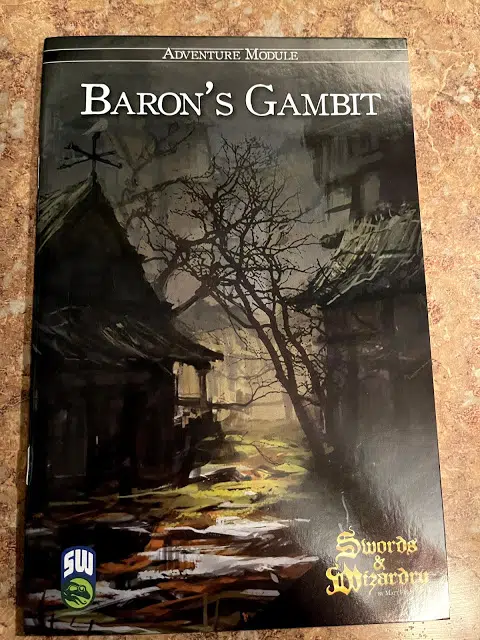 ADVENTURE MODULE
BARON'S GAMBIT
SW
Swords
&
Wizardry